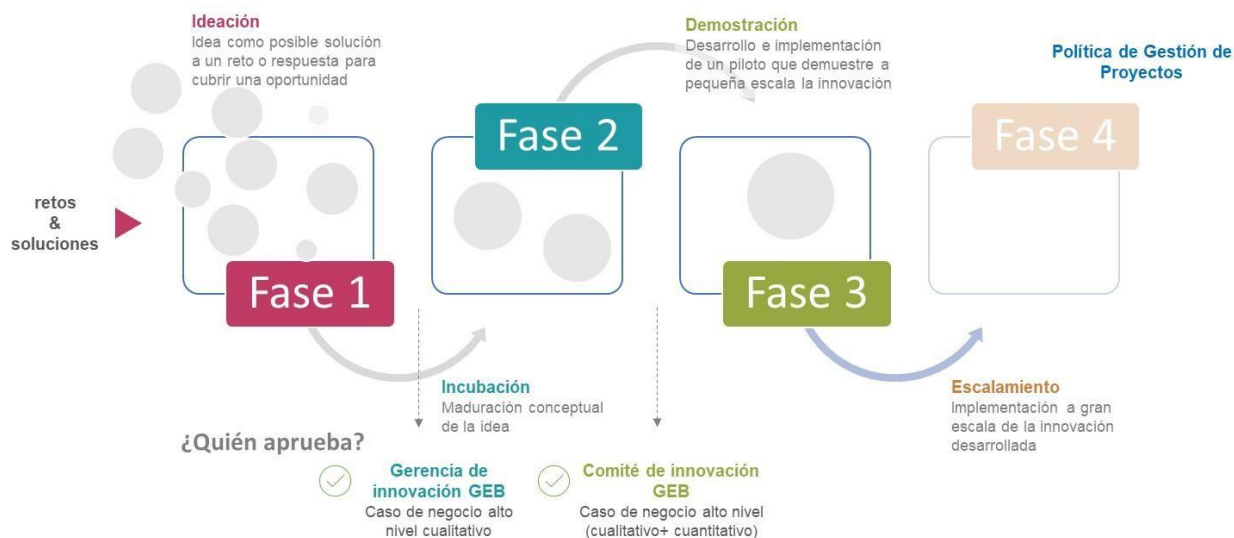 Ideación
Idea como posible solución
a un reto o respuesta para
cubrir una oportunidad
Demostración
Desarrollo e implementación
de un piloto que demuestre a
pequeña escala la innovación
Política de Gestión de
Proyectos
Fase 2
Fase 4
retos
&
soluciones
Fase 1
Fase 3
Incubación
Maduración conceptual
de la idea
Escalamiento
Implementación a gran
escala de la innovación
desarrollada
¿Quién aprueba?
Gerencia de
innovación GEB
Caso de negocio alto
nivel cualitativo
Comité de innovación
GEB
Caso de negocio alto nivel
(cualitativo+ cuantitativo)